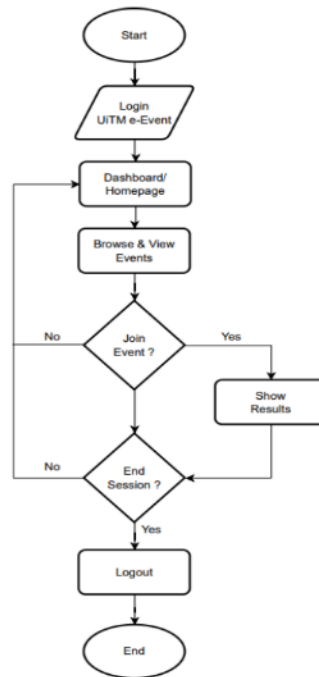 Start
Login
UiTM e-Event
Dashboard/
Homepage
Browse & View
Events
No
Join
Event ?
Yes
Show
Results
No
End
Session ?
Yes
Logout
End